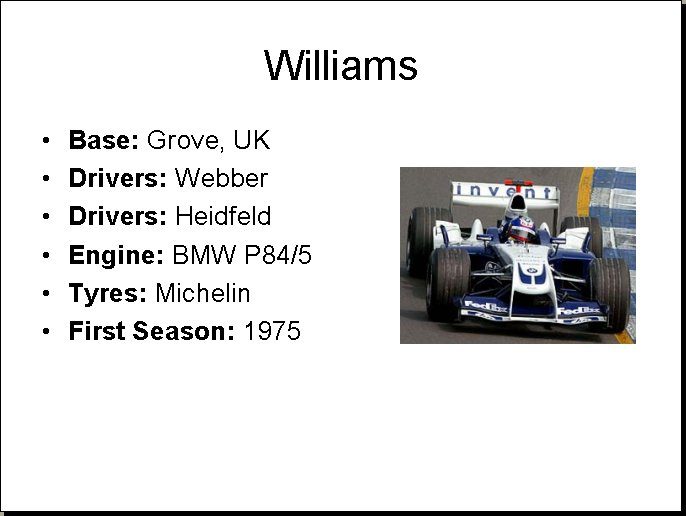 Williams
• Base: Grove, UK
• Drivers: Webber
• Drivers: Heidfeld
• Engine: BMW P84/5
• Tyres: Michelin
• First Season: 1975
invent
FedEx
FedEx